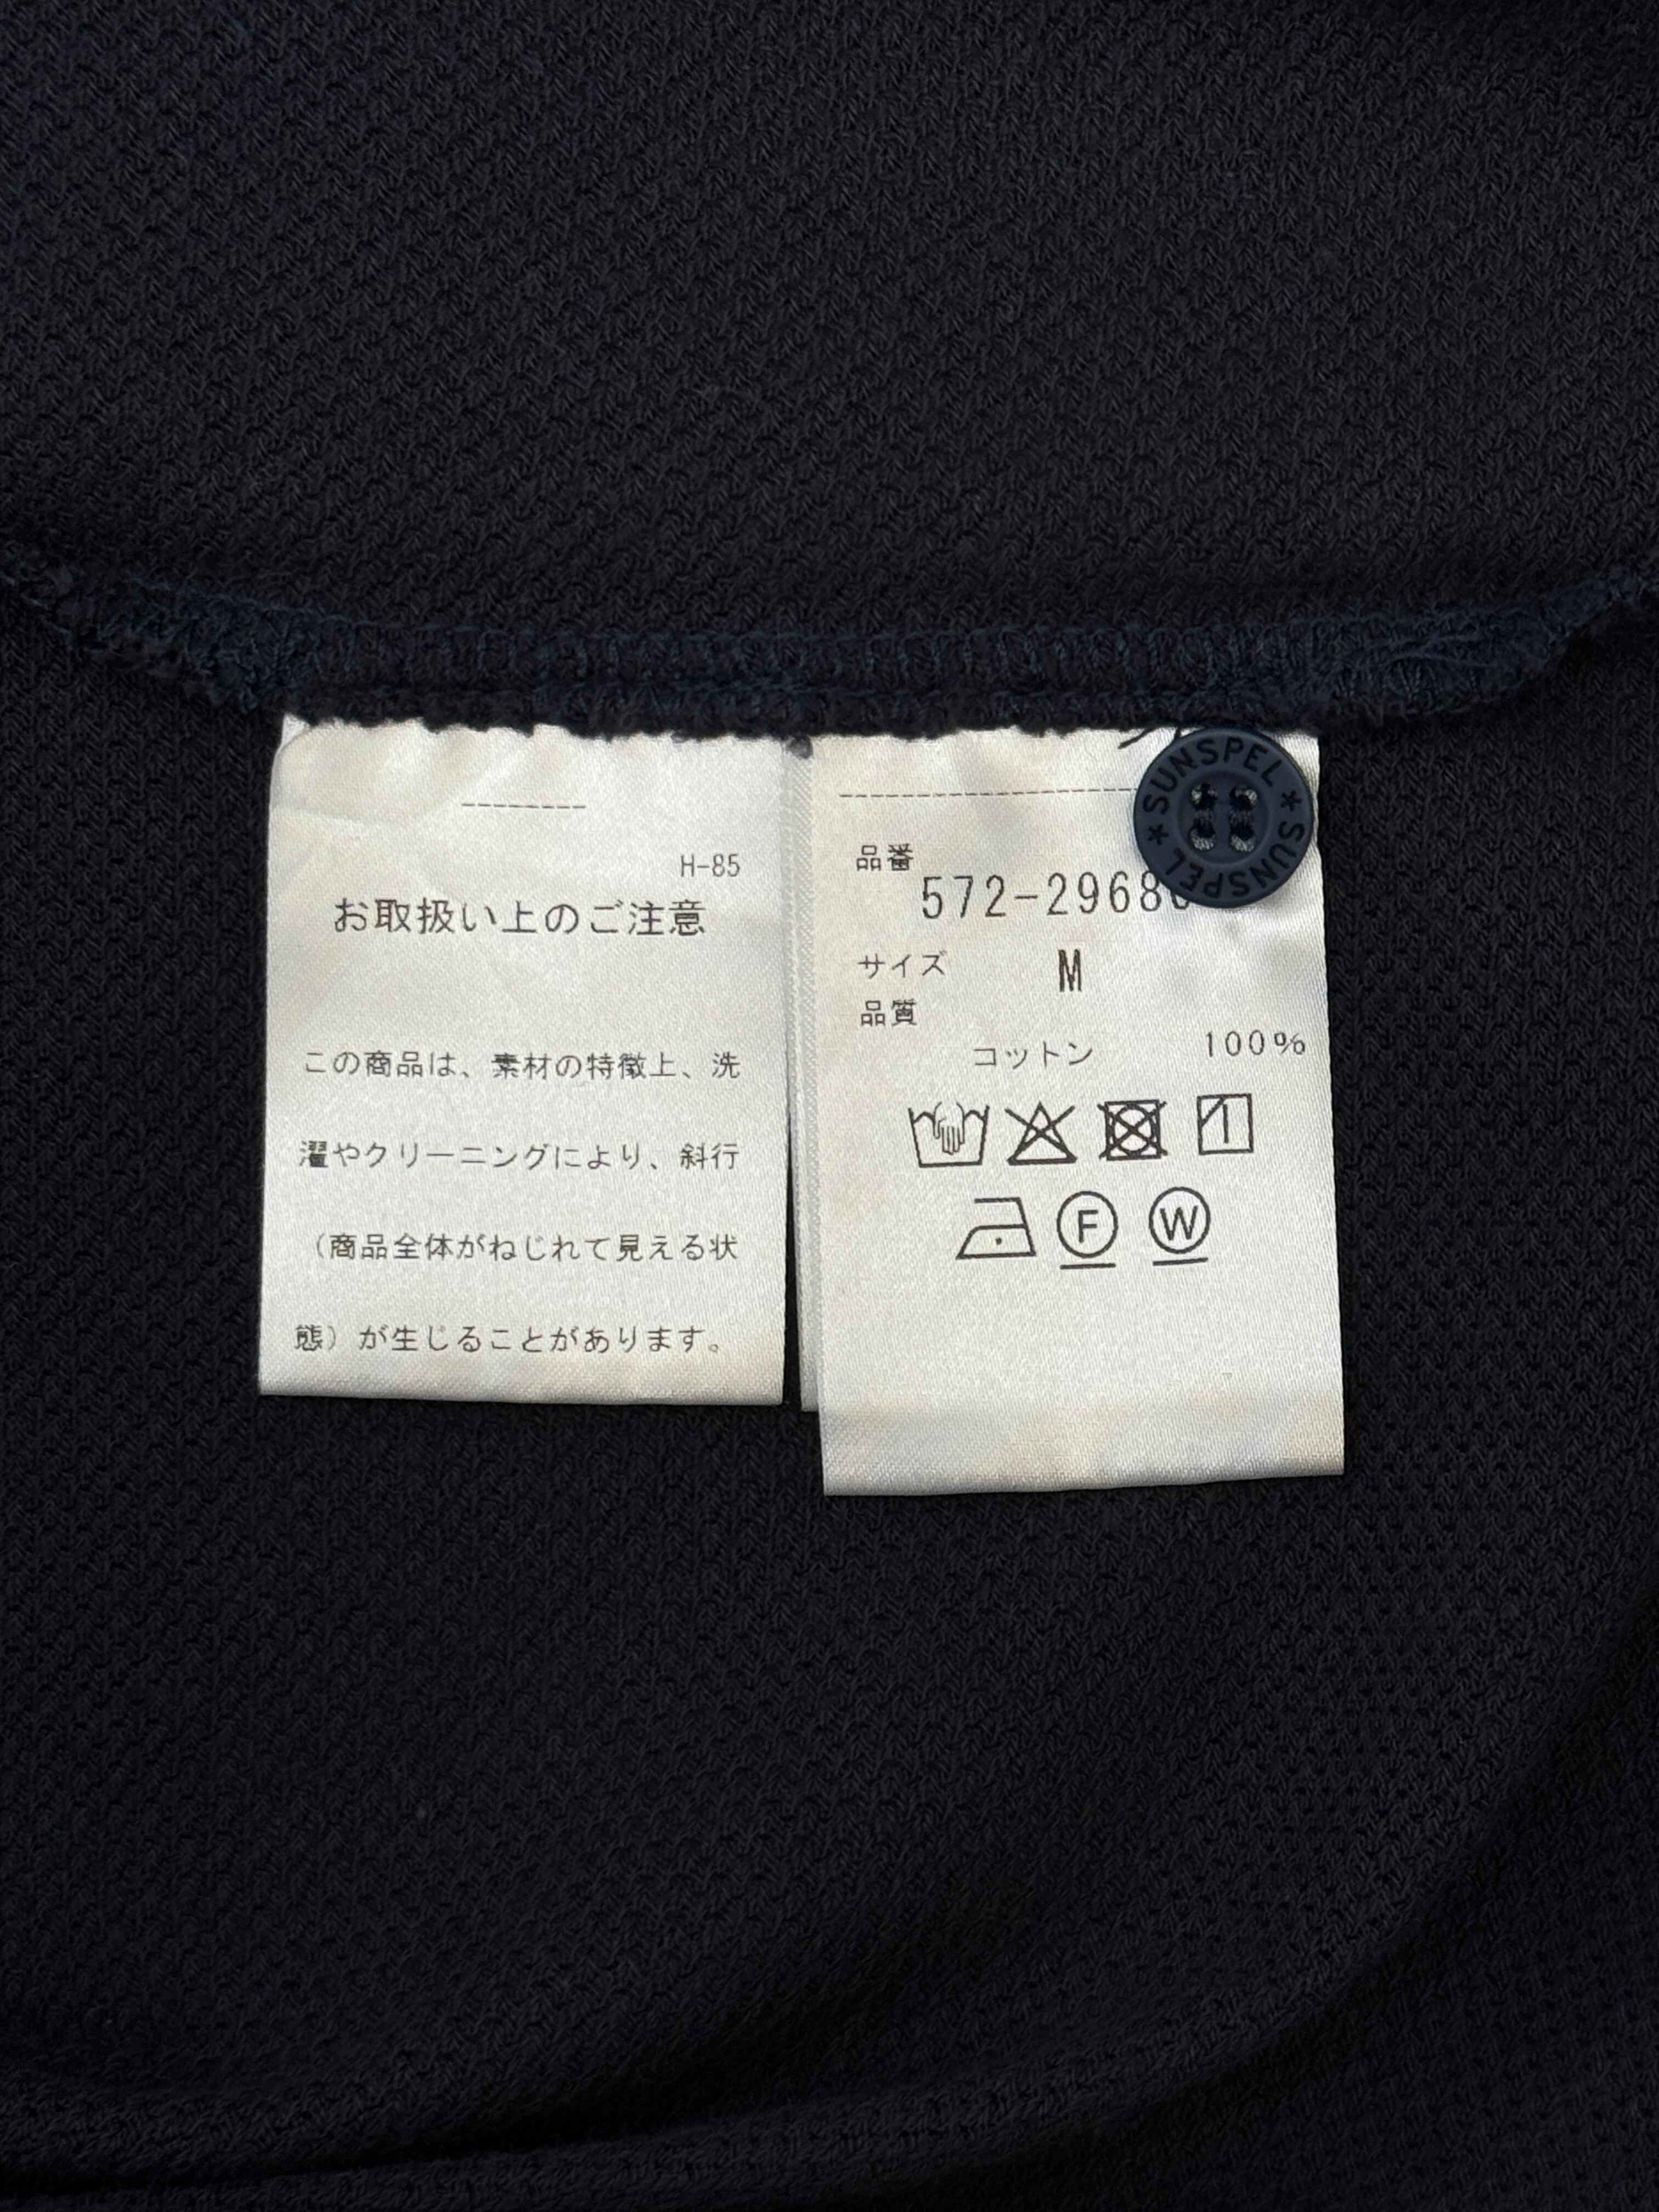 H-85
お取扱い上のご注意
この商品は、素材の特徴上、洗
濯やクリーニングにより、斜行
（商品全体がねじれて見える状
態）が生じることがあります。
SUNSPEL ★ SUNSPEL ★
品番
572-2968
サイズ M
品質
コットン 100%
F W